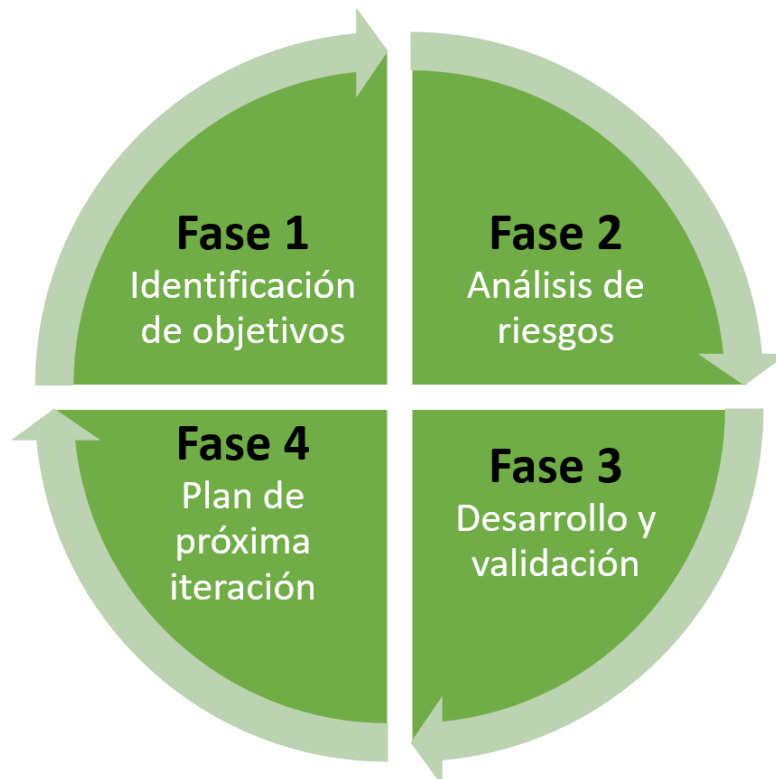 Fase 1
Identificación
de objetivos
Fase 2
Análisis de
riesgos
Fase 4
Plan de
próxima
iteración
Fase 3
Desarrollo y
validación